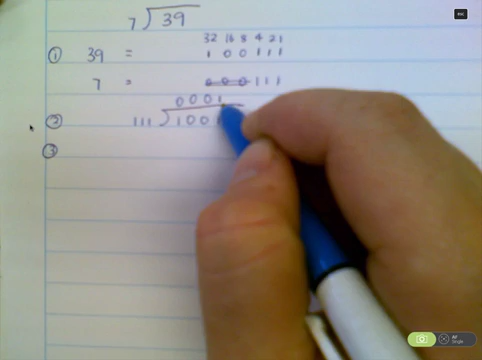 7 ) 39
32 16 8 4 2 1
① 39 = 1 0 0 1 1 1
7 = 0 0 0 1 1 1
0 0 0 1
② 111 ) 1 0 0 1
③